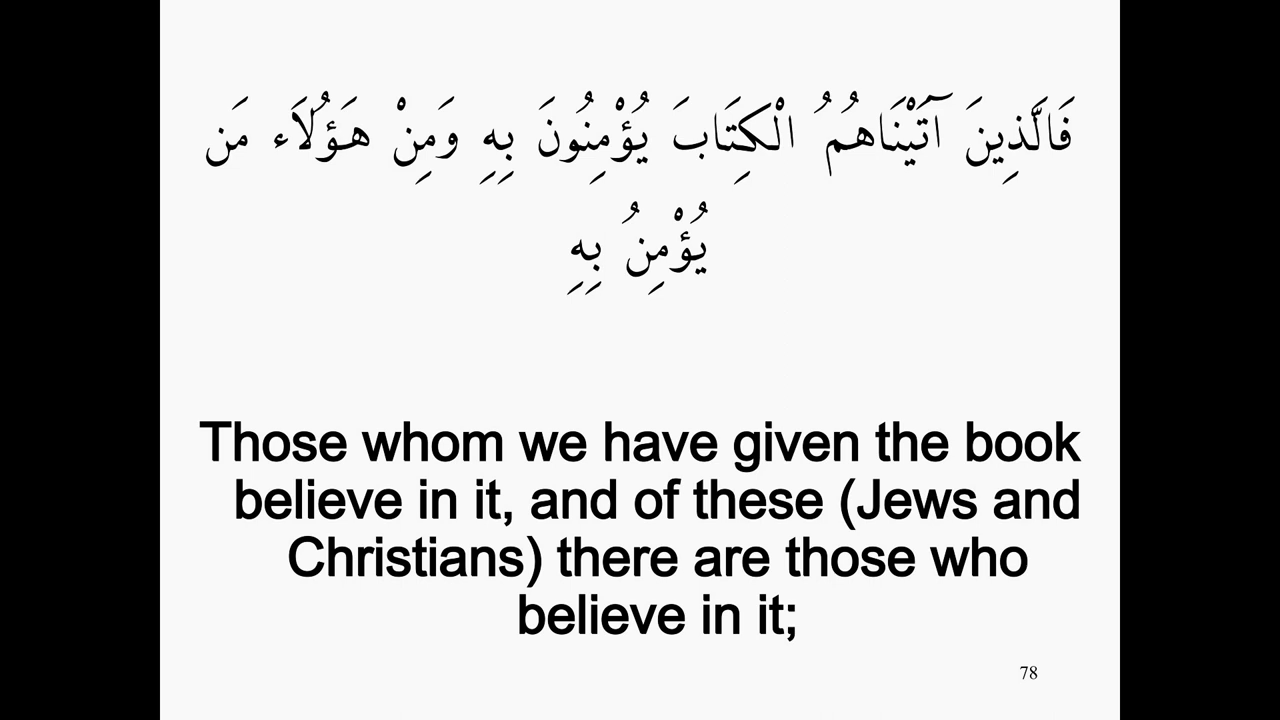 فَالَّذِينَ آتَيْنَاهُمُ الْكِتَابَ يُؤْمِنُونَ بِهِ وَمِنْ هَؤُلَاء مَن
يُؤْمِنُ بِهِ
Those whom we have given the book
believe in it, and of these (Jews and
Christians) there are those who
believe in it;
78